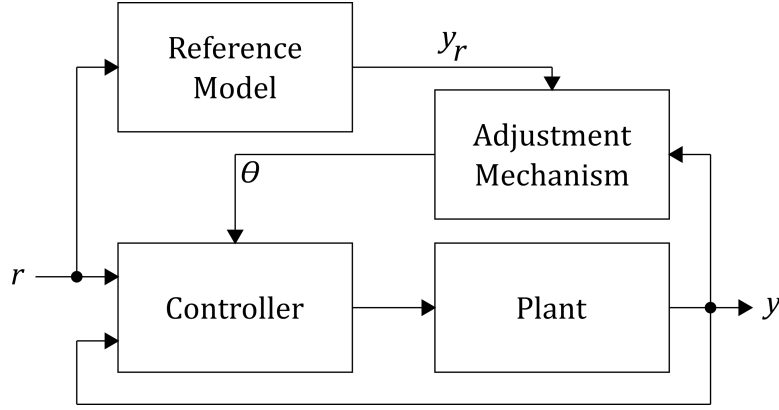 Reference
Model
y_r
Adjustment
Mechanism
θ
r
Controller
Plant
y